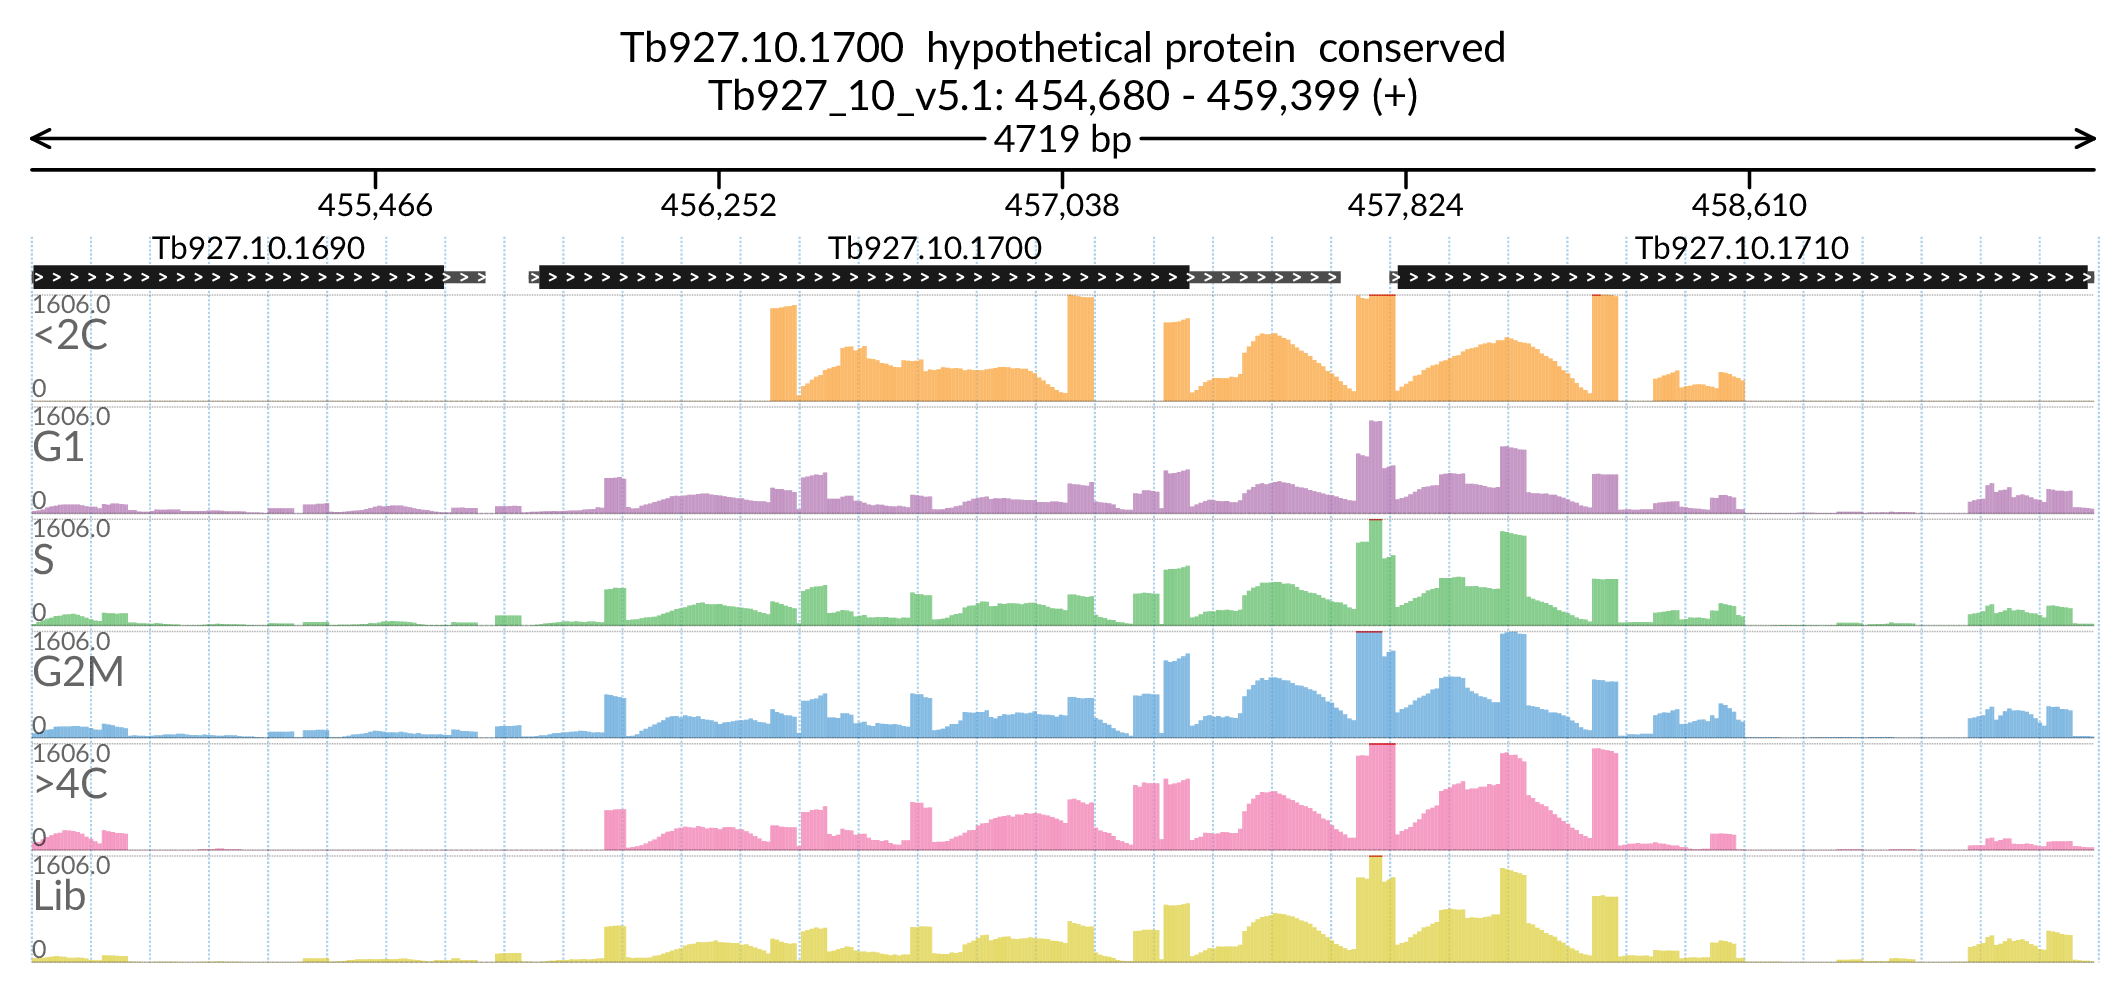 Tb927.10.1700 hypothetical protein conserved
Tb927_10_v5.1: 454,680 - 459,399 (+)
4719 bp
455,466 456,252 457,038 457,824 458,610
Tb927.10.1690 Tb927.10.1700 Tb927.10.1710
1606.0
<2C
0
1606.0
G1
0
1606.0
S
0
1606.0
G2M
0
1606.0
>4C
0
1606.0
Lib
0